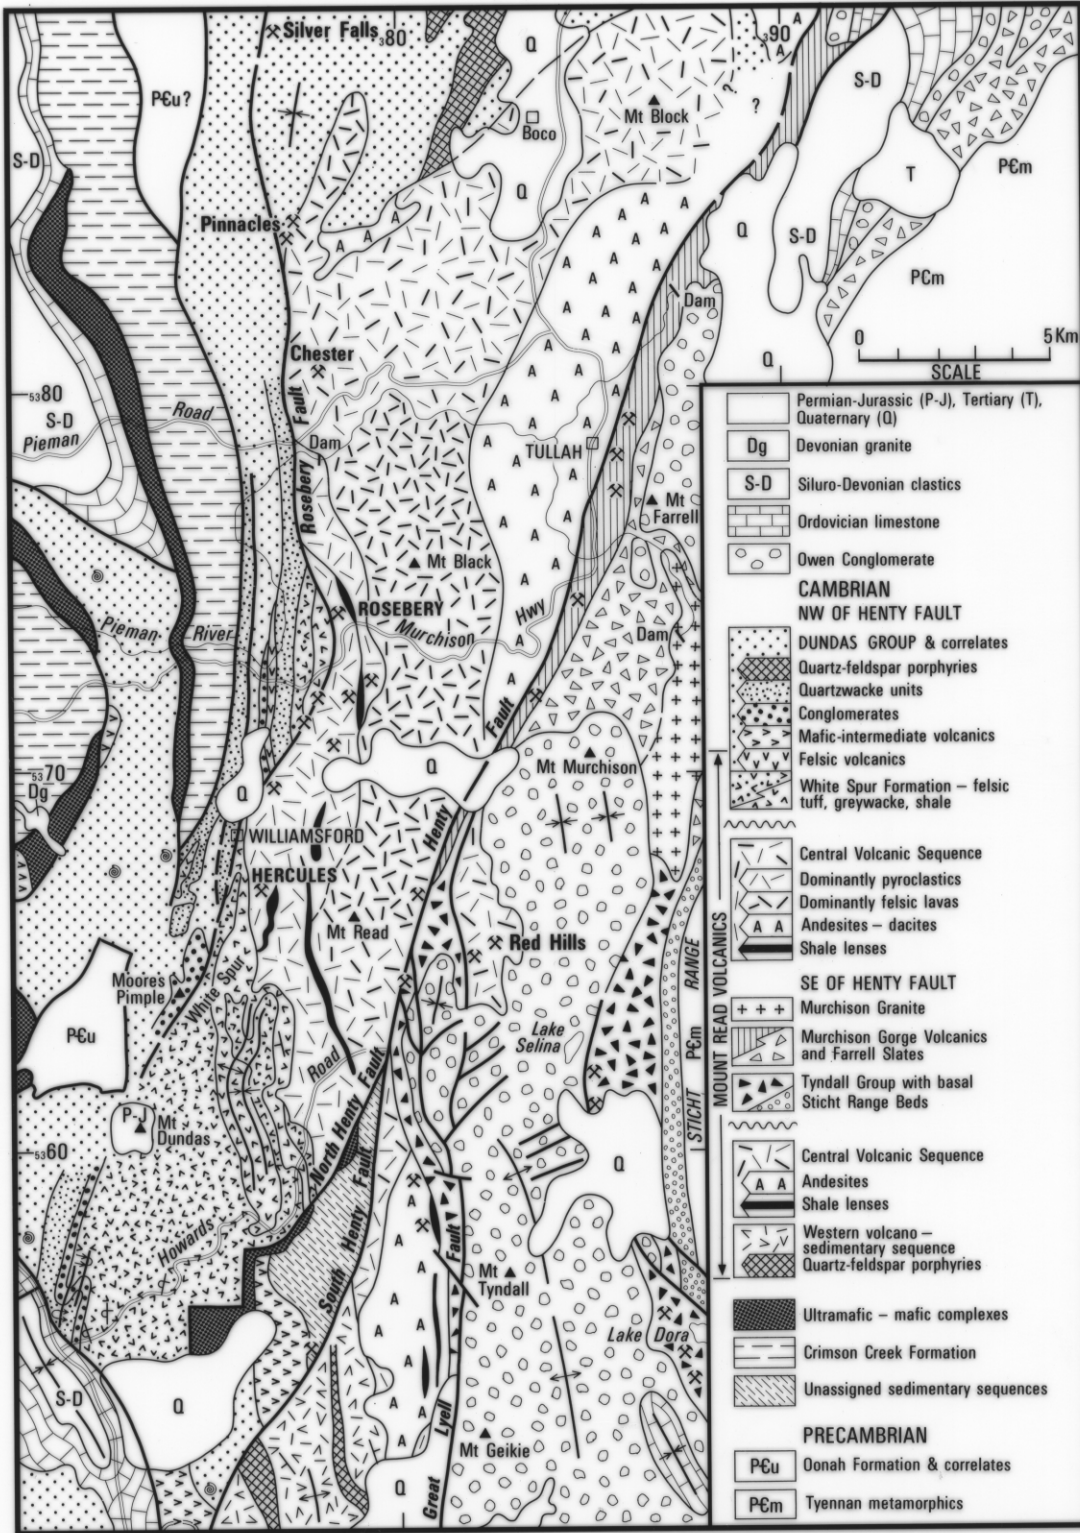 Silver Falls
380
390
Q
A
A
S-D
PЄu?
Mt Block
?
?
Boco
S-D
Q
T
PЄm
Pinnacles
A A
A A A A
Q
S-D
PЄm
Dam
0 5 Km
SCALE
Chester
Q
5380
S-D
Pieman
Road
Fault
Dam
Rosebery
TULLAH
Mt
Farrell
Mt Black
ROSEBERY
Pieman
River
Murchison
Hwy
Dam
Fault
5370
Dg
Q
Q
Mt Murchison
Henty
WILLIAMSFORD
HERCULES
Mt Read
Red Hills
Moores
Pimple
White Spur
PЄu
Lake
Selina
Road
RANGE
PЄm
STICHT
P-J
Mt
Dundas
5360
North Henty Fault
Q
Howards
South Henty Fault
Fault
Mt
Tyndall
Lake Dora
S-D
Q
Lyell
Mt Geikie
Q
Great
Permian-Jurassic (P-J), Tertiary (T),
Quaternary (Q)
Dg Devonian granite
S-D Siluro-Devonian clastics
Ordovician limestone
Owen Conglomerate
CAMBRIAN
NW OF HENTY FAULT
DUNDAS GROUP & correlates
Quartz-feldspar porphyries
Quartzwacke units
Conglomerates
Mafic-intermediate volcanics
Felsic volcanics
White Spur Formation – felsic
tuff, greywacke, shale
Central Volcanic Sequence
Dominantly pyroclastics
Dominantly felsic lavas
A A Andesites – dacites
Shale lenses
SE OF HENTY FAULT
Murchison Granite
Murchison Gorge Volcanics
and Farrell Slates
Tyndall Group with basal
Sticht Range Beds
MOUNT READ VOLCANICS
Central Volcanic Sequence
A A Andesites
Shale lenses
Western volcano –
sedimentary sequence
Quartz-feldspar porphyries
Ultramafic – mafic complexes
Crimson Creek Formation
Unassigned sedimentary sequences
PRECAMBRIAN
PЄu Oonah Formation & correlates
PЄm Tyennan metamorphics